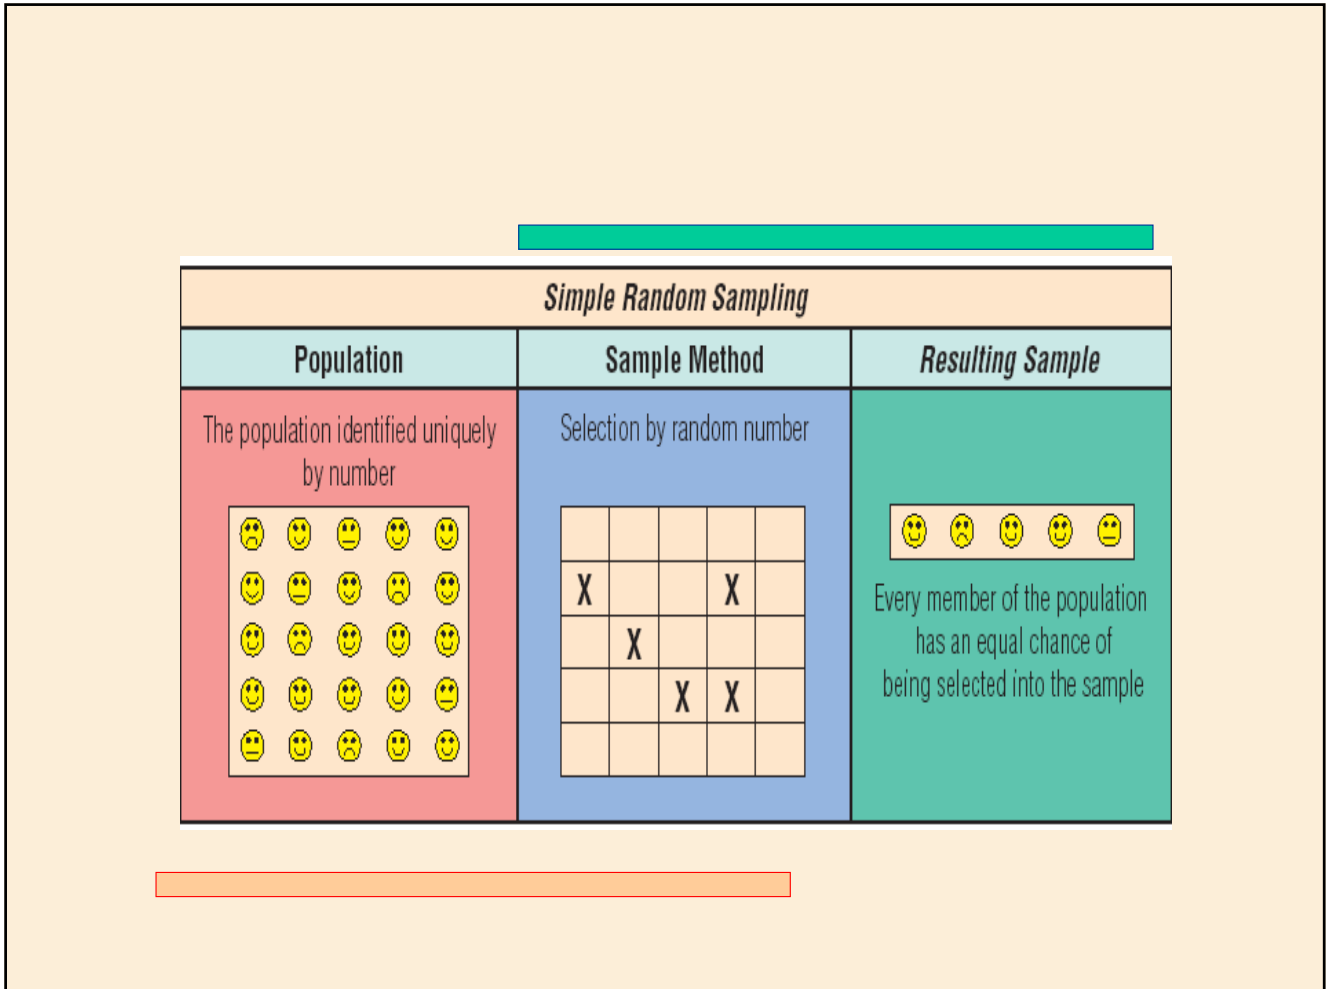 Simple Random Sampling
Population
Sample Method
Resulting Sample
The population identified uniquely
by number
Selection by random number
X
X
X
X
X
Every member of the population
has an equal chance of
being selected into the sample